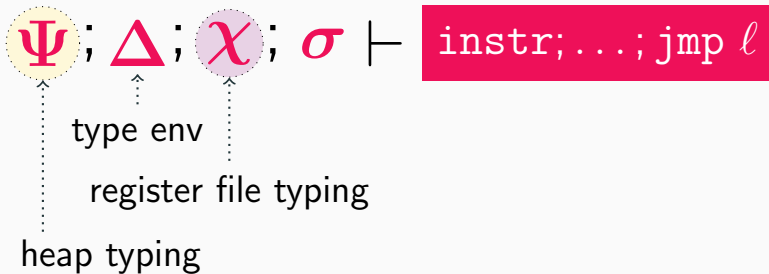 Ψ; Δ; χ; σ ⊢ instr;...; jmp ℓ
type env
register file typing
heap typing